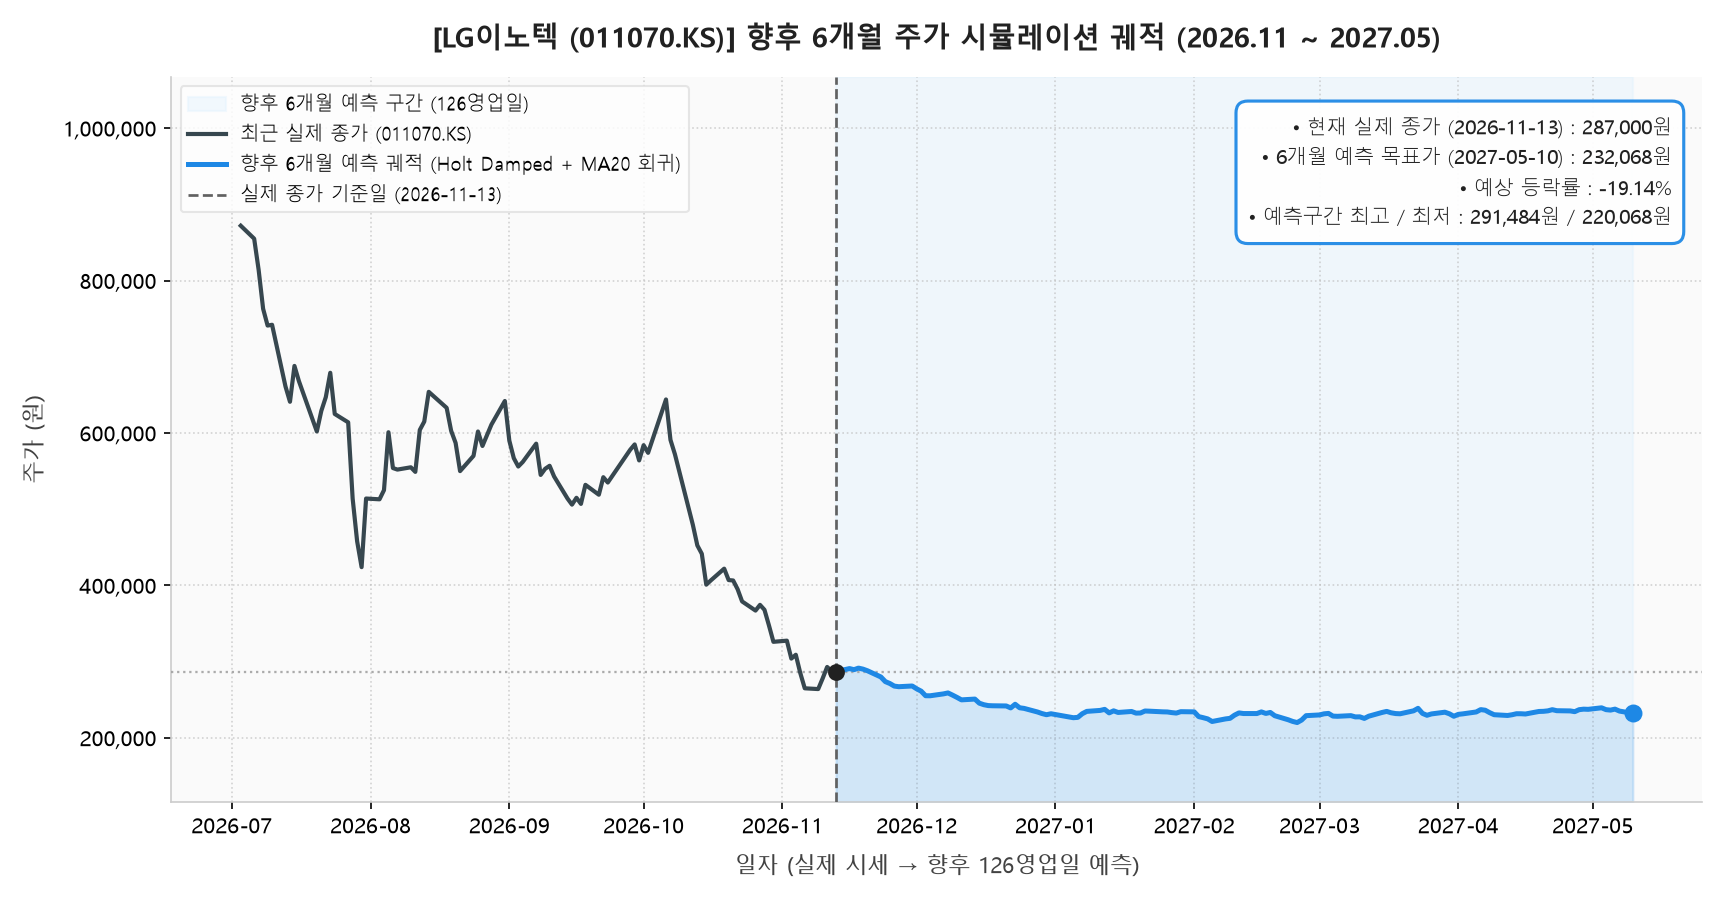 [LG이노텍 (011070.KS)] 향후 6개월 주가 시뮬레이션 궤적 (2026.11 ~ 2027.05)
향후 6개월 예측 구간 (126영업일)
최근 실제 종가 (011070.KS)
향후 6개월 예측 궤적 (Holt Damped + MA20 회귀)
실제 종가 기준일 (2026-11-13)
• 현재 실제 종가 (2026-11-13) : 287,000원
• 6개월 예측 목표가 (2027-05-10) : 232,068원
• 예상 등락률 : -19.14%
• 예측구간 최고 / 최저 : 291,484원 / 220,068원
주가 (원)
1,000,000
800,000
600,000
400,000
200,000
2026-07
2026-08
2026-09
2026-10
2026-11
2026-12
2027-01
2027-02
2027-03
2027-04
2027-05
일자 (실제 시세 → 향후 126영업일 예측)